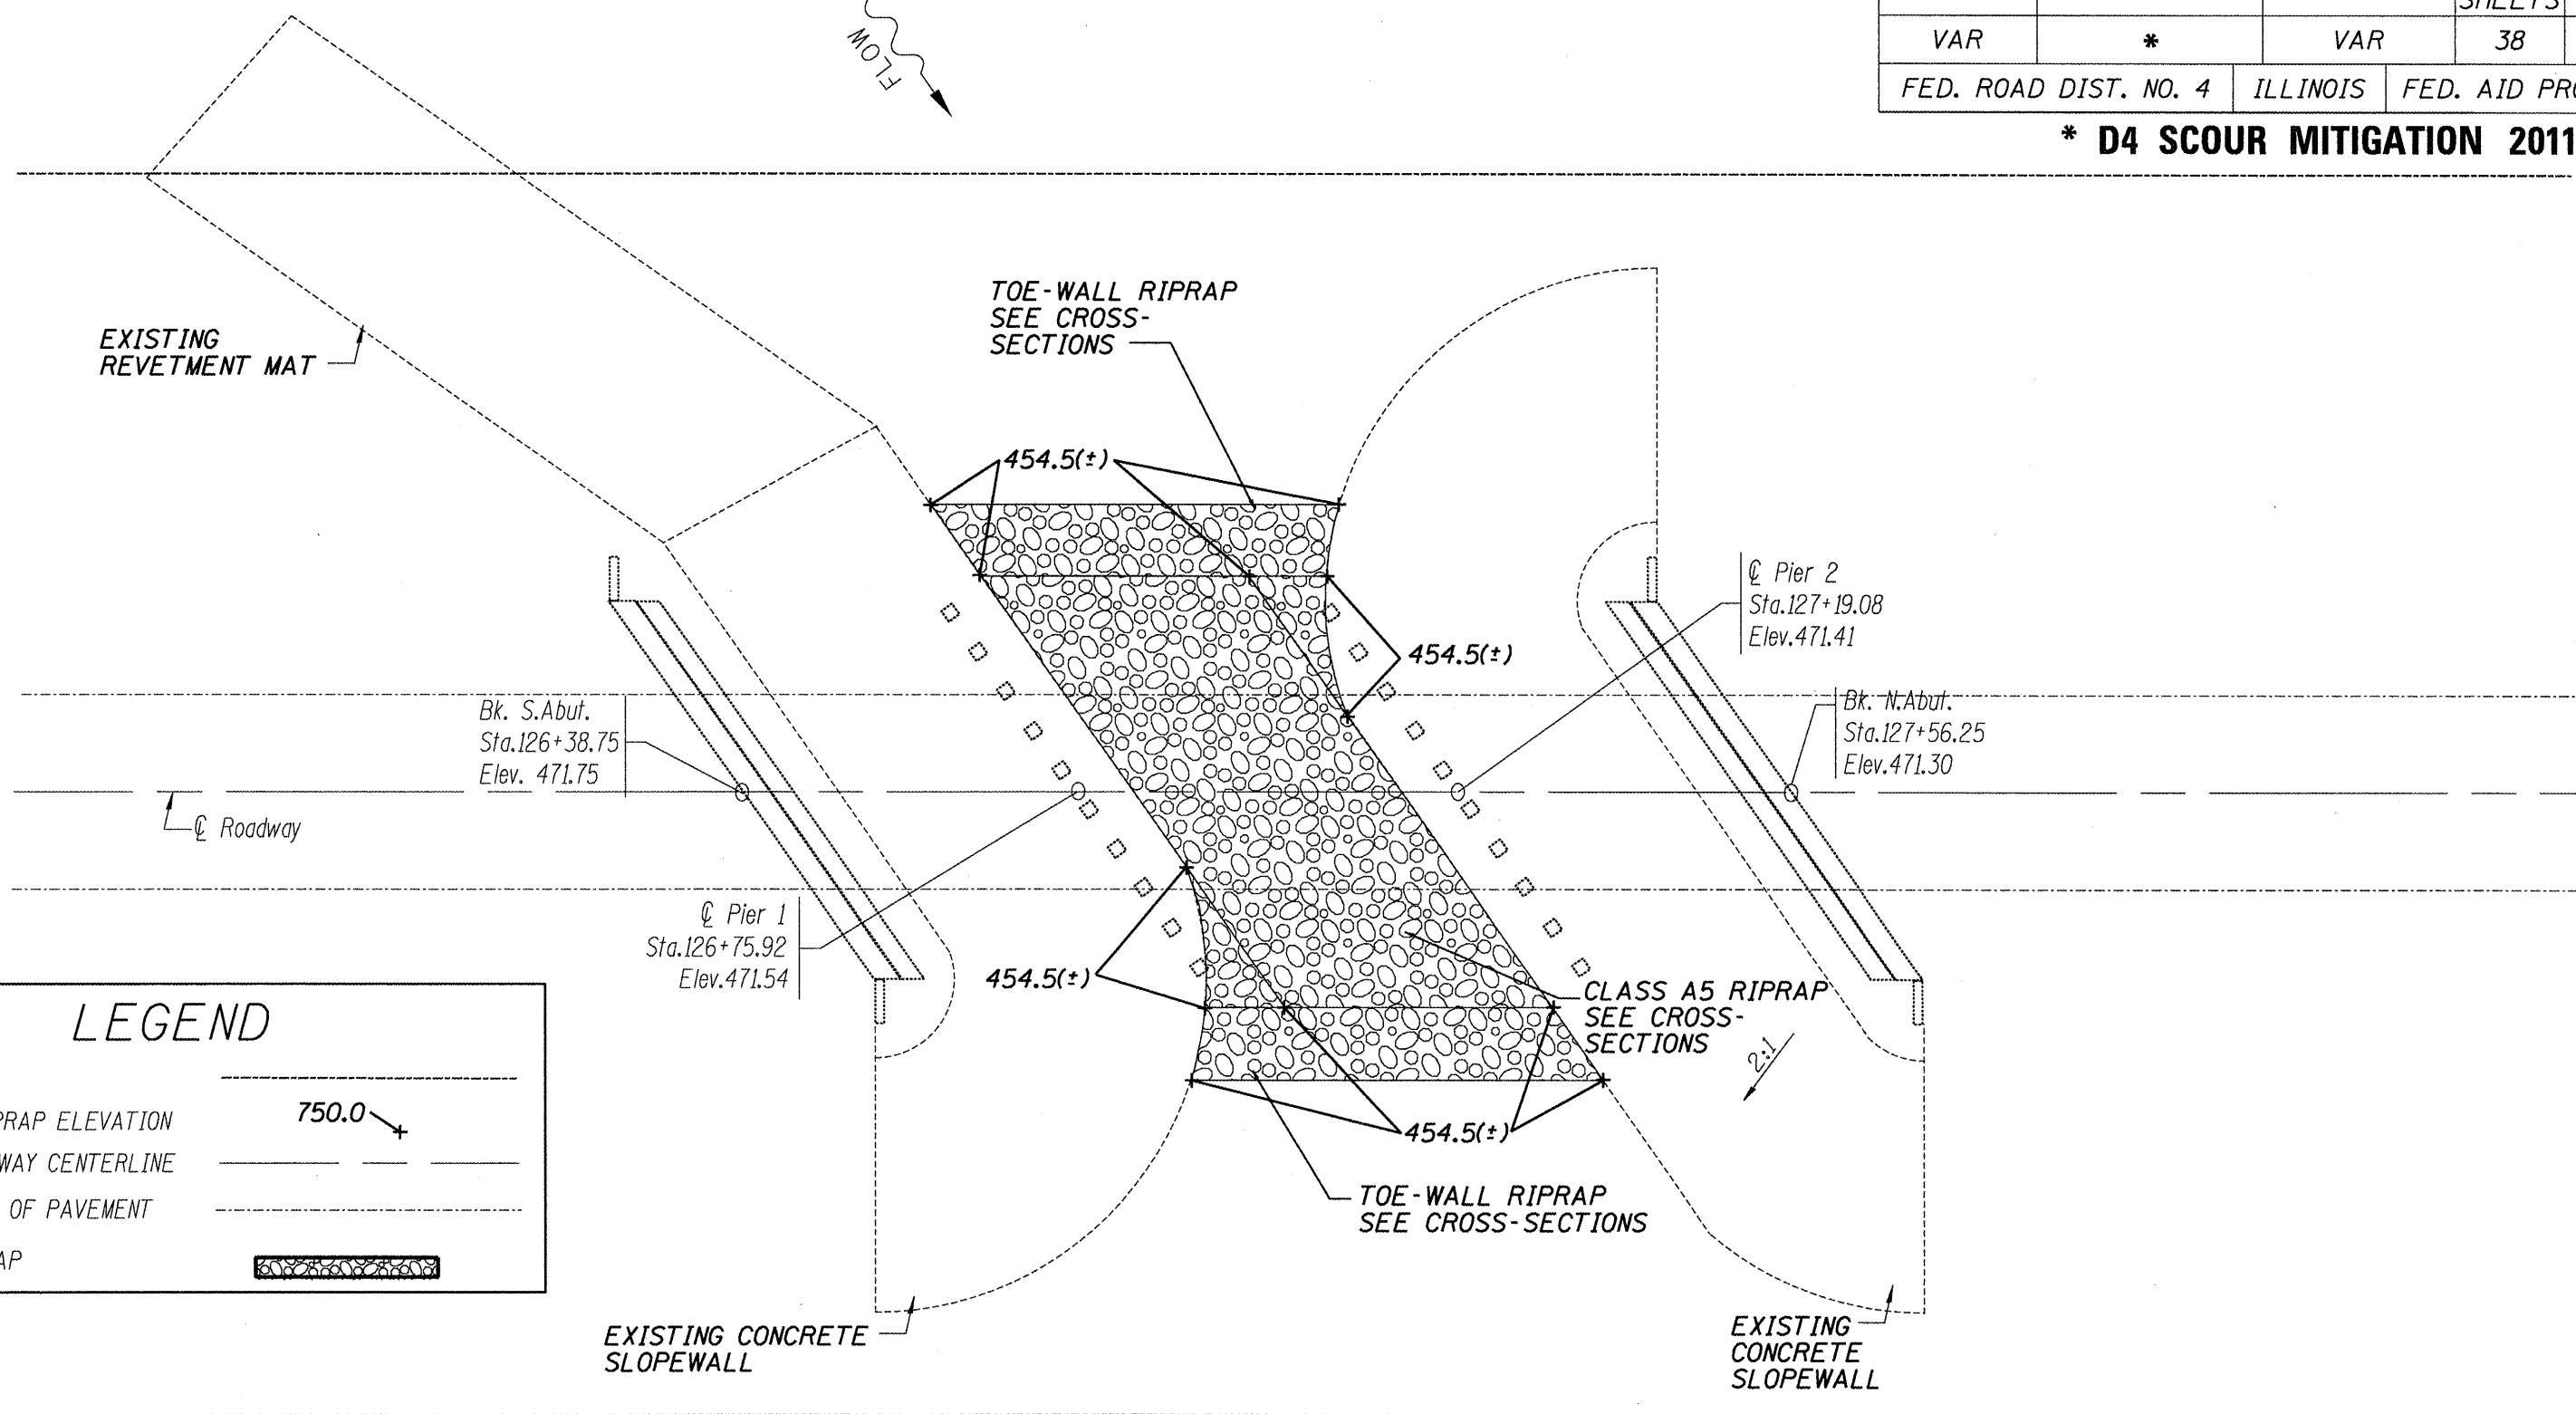 SHEETS
VAR * VAR 38
FED. ROAD DIST. NO. 4 ILLINOIS FED. AID
* D4 SCOUR MITIGATION 2011
FLOW
EXISTING
REVETMENT MAT
TOE-WALL RIPRAP
SEE CROSS-
SECTIONS
454.5(±)
℄ Pier 2
Sta.127+19.08
Elev.471.41
454.5(±)
Bk. S.Abut.
Sta.126+38.75
Elev. 471.75
Bk. N.Abut.
Sta.127+56.25
Elev.471.30
℄ Roadway
℄ Pier 1
Sta.126+75.92
Elev.471.54
454.5(±)
CLASS A5 RIPRAP
SEE CROSS-
SECTIONS
2:1
454.5(±)
TOE-WALL RIPRAP
SEE CROSS-SECTIONS
LEGEND
PRAP ELEVATION 750.0
WAY CENTERLINE
OF PAVEMENT
AP
EXISTING CONCRETE
SLOPEWALL
EXISTING
CONCRETE
SLOPEWALL